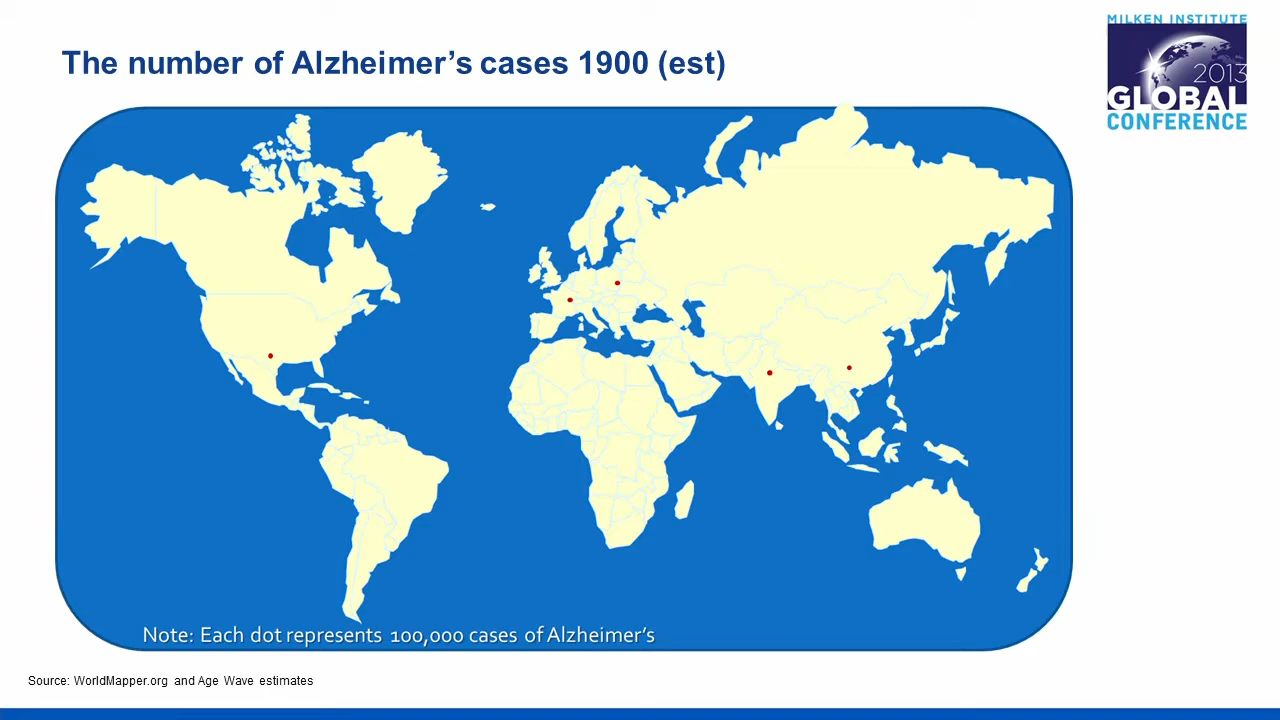 MILKEN INSTITUTE
2013
GLOBAL
CONFERENCE
The number of Alzheimer’s cases 1900 (est)
Note: Each dot represents 100,000 cases of Alzheimer’s
Source: WorldMapper.org and Age Wave estimates